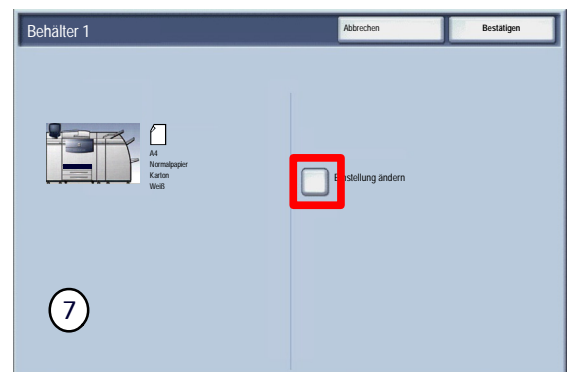 Behälter 1
Abbrechen
Bestätigen
A4
Normalpapier
Karton
Weiß
Einstellung ändern
7